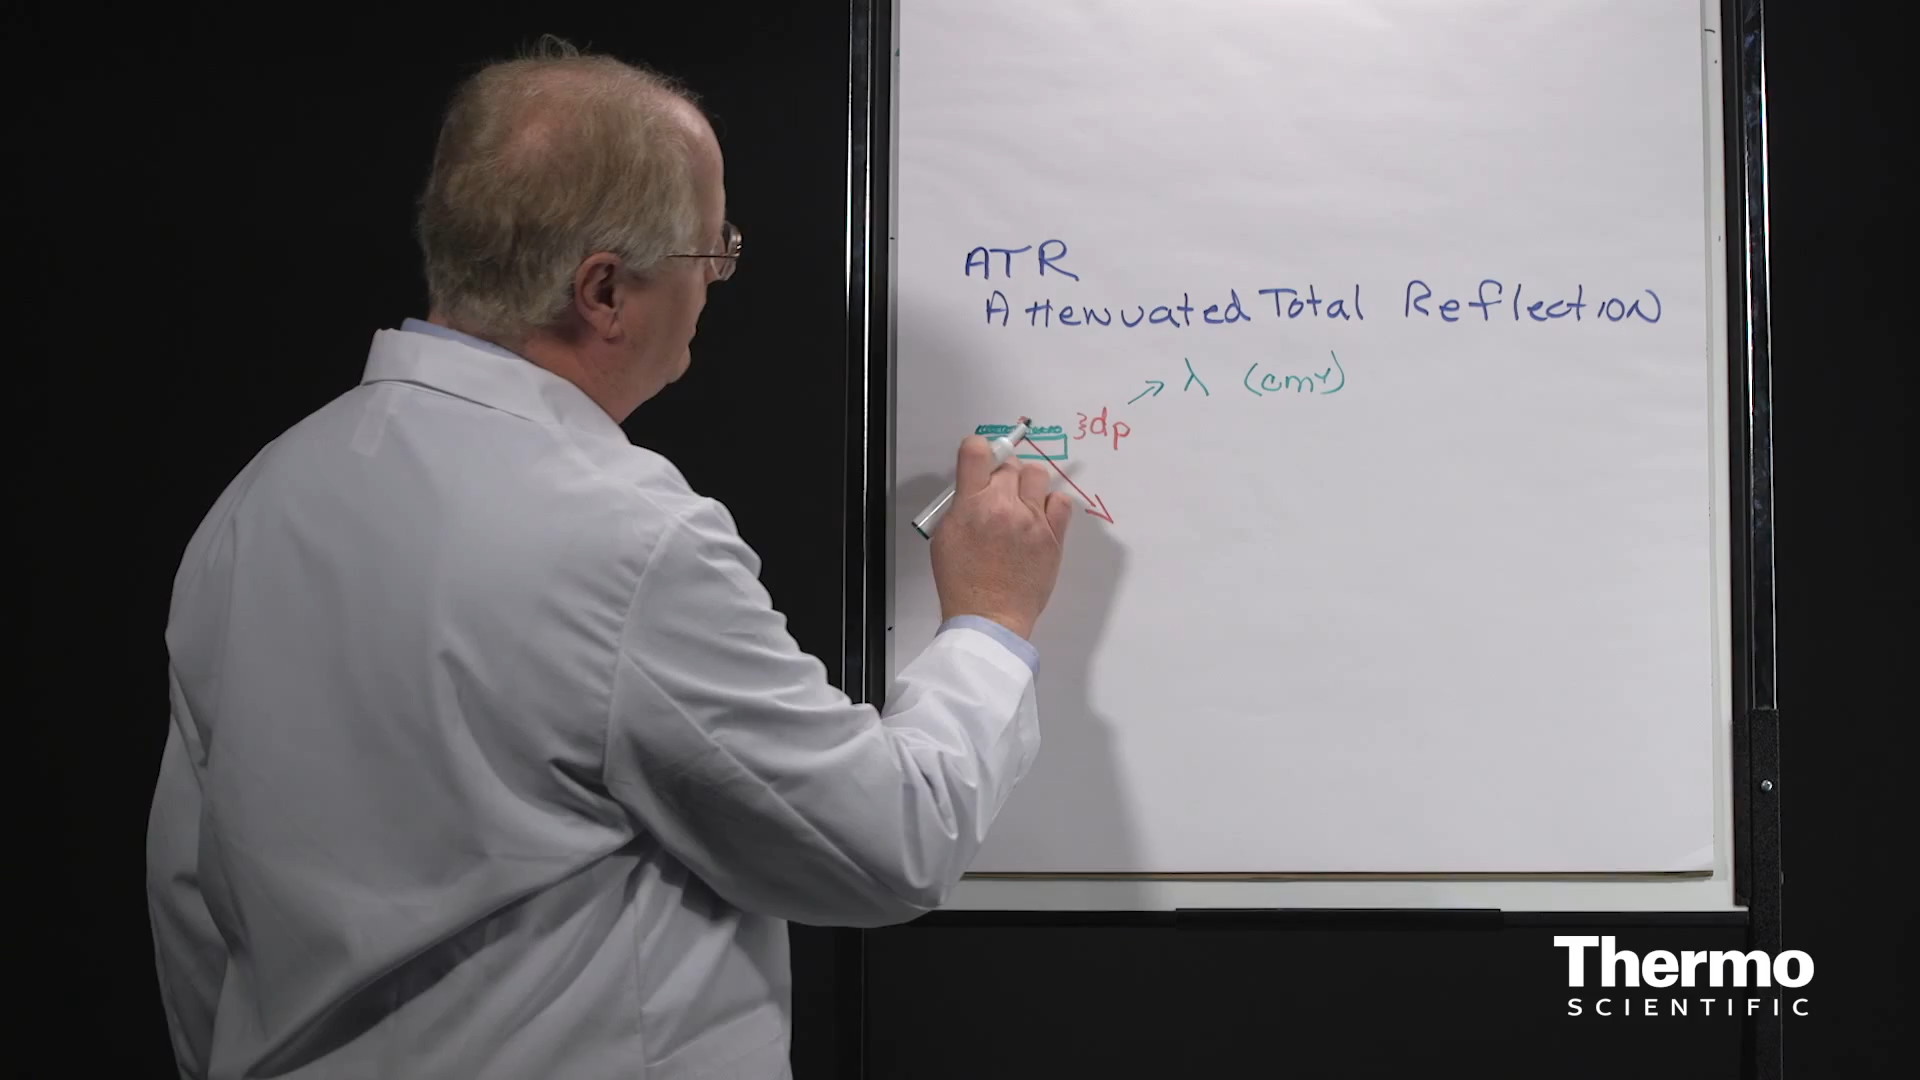 ATR
Attenuated Total Reflection
λ (cm⁻¹)
dp
Thermo
SCIENTIFIC